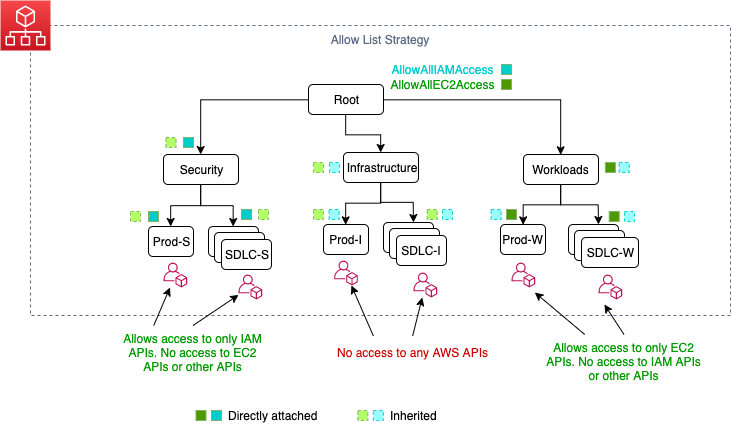 Allow List Strategy
AllowAllIAMAccess
AllowAllEC2Access
Root
Security
Infrastructure
Workloads
Prod-S
SDLC-S
Prod-I
SDLC-I
Prod-W
SDLC-W
Allows access to only IAM
APIs. No access to EC2
APIs or other APIs
No access to any AWS APIs
Allows access to only EC2
APIs. No access to IAM APIs
or other APIs
Directly attached
Inherited